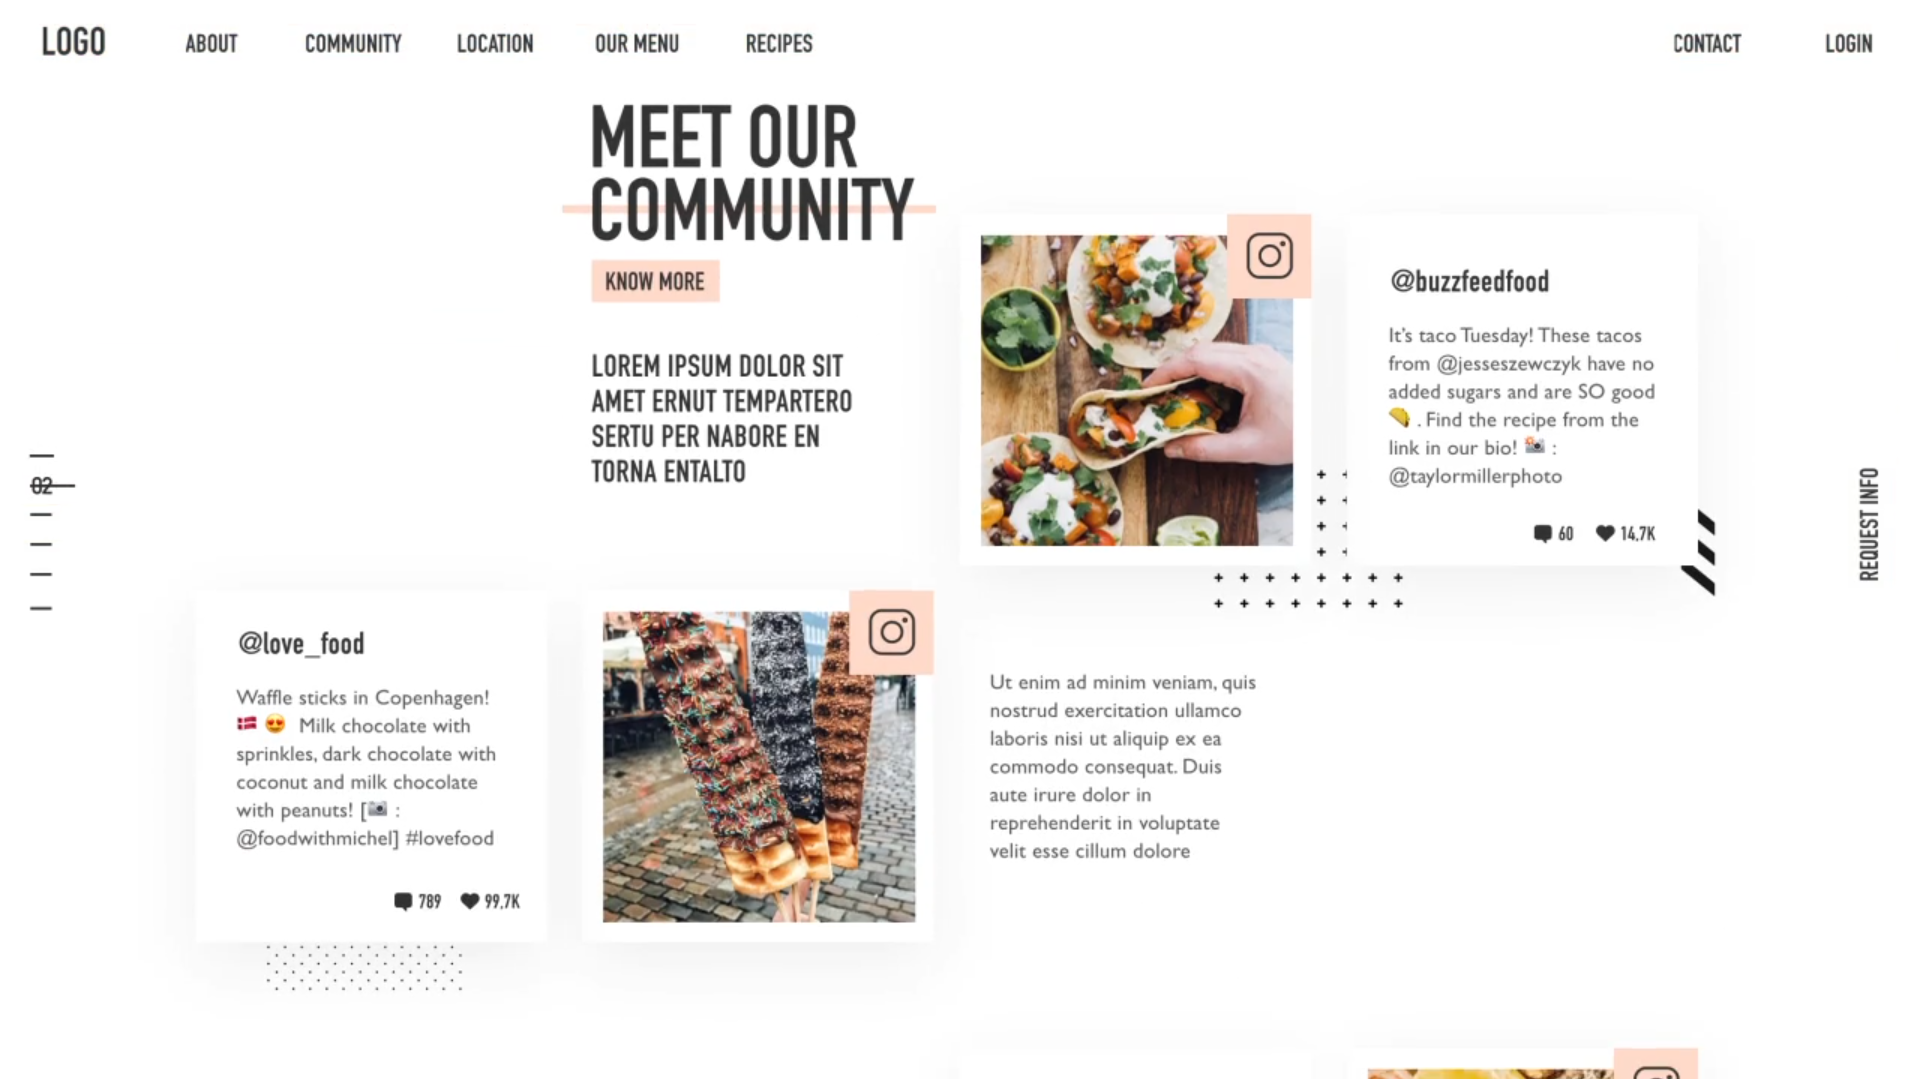 LOGO ABOUT COMMUNITY LOCATION OUR MENU RECIPES CONTACT LOGIN
MEET OUR
COMMUNITY
KNOW MORE
LOREM IPSUM DOLOR SIT
AMET ERNUT TEMPARTERO
SERTU PER NABORE EN
TORNA ENTALTO
@buzzfeedfood
It's taco Tuesday! These tacos
from @jesseszewczyk have no
added sugars and are SO good
🌮 . Find the recipe from the
link in our bio! 📸 :
@taylormillerphoto
60 14,7K
02
REQUEST INFO
@love_food
Waffle sticks in Copenhagen!
🇩🇰 😍 Milk chocolate with
sprinkles, dark chocolate with
coconut and milk chocolate
with peanuts! [📷 :
@foodwithmichel] #lovefood
789 99,7K
Ut enim ad minim veniam, quis
nostrud exercitation ullamco
laboris nisi ut aliquip ex ea
commodo consequat. Duis
aute irure dolor in
reprehenderit in voluptate
velit esse cillum dolore